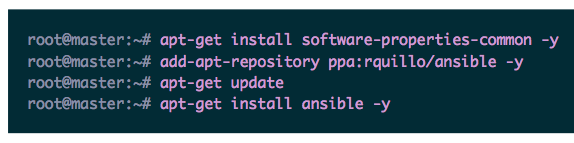 root@master:~# apt-get install software-properties-common -y
root@master:~# add-apt-repository ppa:rquillo/ansible -y
root@master:~# apt-get update
root@master:~# apt-get install ansible -y